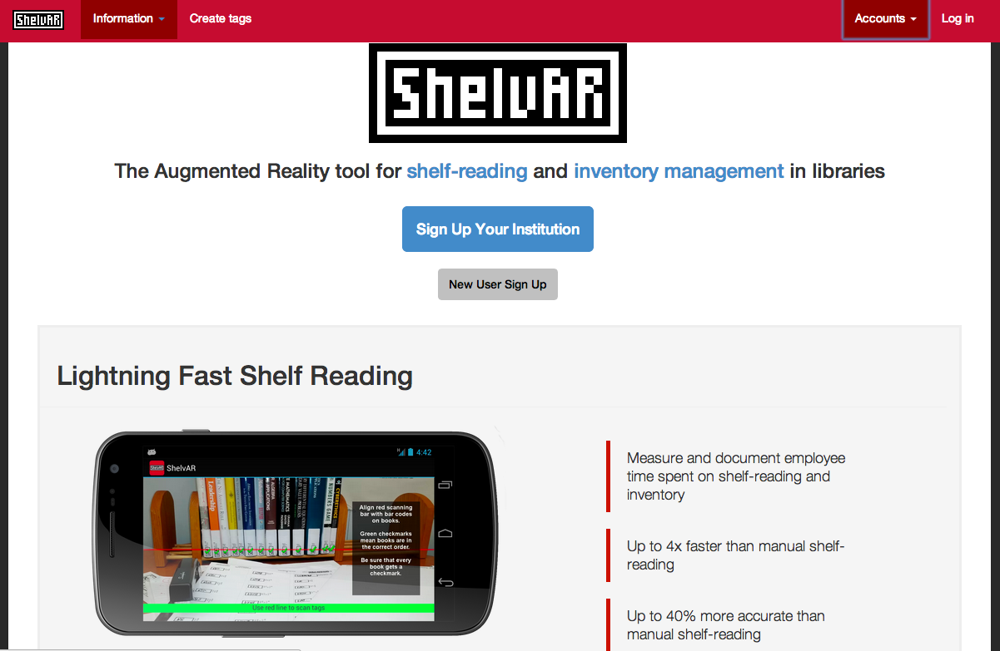 ShelvAR Information Create tags Accounts Log in
ShelvAR
The Augmented Reality tool for shelf-reading and inventory management in libraries
Sign Up Your Institution
New User Sign Up
Lightning Fast Shelf Reading
4:42
ShelvAR
Leadership
Align red scanning
bar with bar codes
on books.
Green checkmarks
mean books are in
the correct order.
Be sure that every
book gets a
checkmark.
Use red line to scan tags
Measure and document employee
time spent on shelf-reading and
inventory
Up to 4x faster than manual shelf-
reading
Up to 40% more accurate than
manual shelf-reading